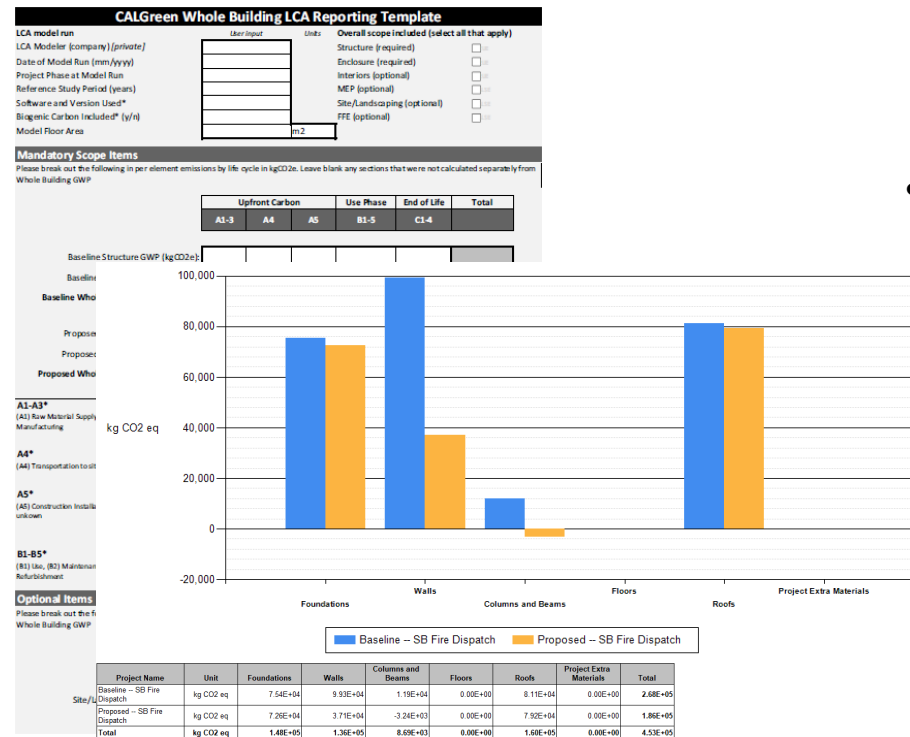 CALGreen Whole Building LCA Reporting Template
LCA model run User input Units Overall scope included (select all that apply)
LCA Modeler (company) [private] Structure (required)
Date of Model Run (mm/yyyy) Enclosure (required)
Project Phase at Model Run Interiors (optional)
Reference Study Period (years) MEP (optional)
Software and Version Used* Site/Landscaping (optional)
Biogenic Carbon Included* (y/n) FFE (optional)
Model Floor Area m2
Mandatory Scope Items
Please break out the following in per element emissions by life cycle in kgCO2e. Leave blank any sections that were not calculated separately from
Whole Building GWP
Upfront Carbon Use Phase End of Life Total
A1-3 A4 A5 B1-5 C1-4
Baseline Structure GWP (kgCO2e):
Baseline
Baseline Who
Propose
Propose
Proposed Who
A1-A3*
(A1) Raw Material Supply
Manufacturing
A4*
(A4) Transportation to sit
A5*
(A5) Construction Installa
unkown
B1-B5*
(B1) Use, (B2) Maintenan
Refurbishment
Optional Items
Please break out the f
Whole Building GWP
Site/L
100,000
80,000
60,000
kg CO2 eq 40,000
20,000
0
-20,000
Foundations Walls Columns and Beams Floors Roofs Project Extra Materials
Baseline -- SB Fire Dispatch Proposed -- SB Fire Dispatch
Project Name Unit Foundations Walls Columns and Beams Floors Roofs Project Extra Materials Total
Baseline -- SB Fire Dispatch kg CO2 eq 7.54E+04 9.93E+04 1.19E+04 0.00E+00 8.11E+04 0.00E+00 2.68E+05
Proposed -- SB Fire Dispatch kg CO2 eq 7.26E+04 3.71E+04 -3.24E+03 0.00E+00 7.92E+04 0.00E+00 1.86E+05
Total kg CO2 eq 1.48E+05 1.36E+05 8.69E+03 0.00E+00 1.60E+05 0.00E+00 4.53E+05